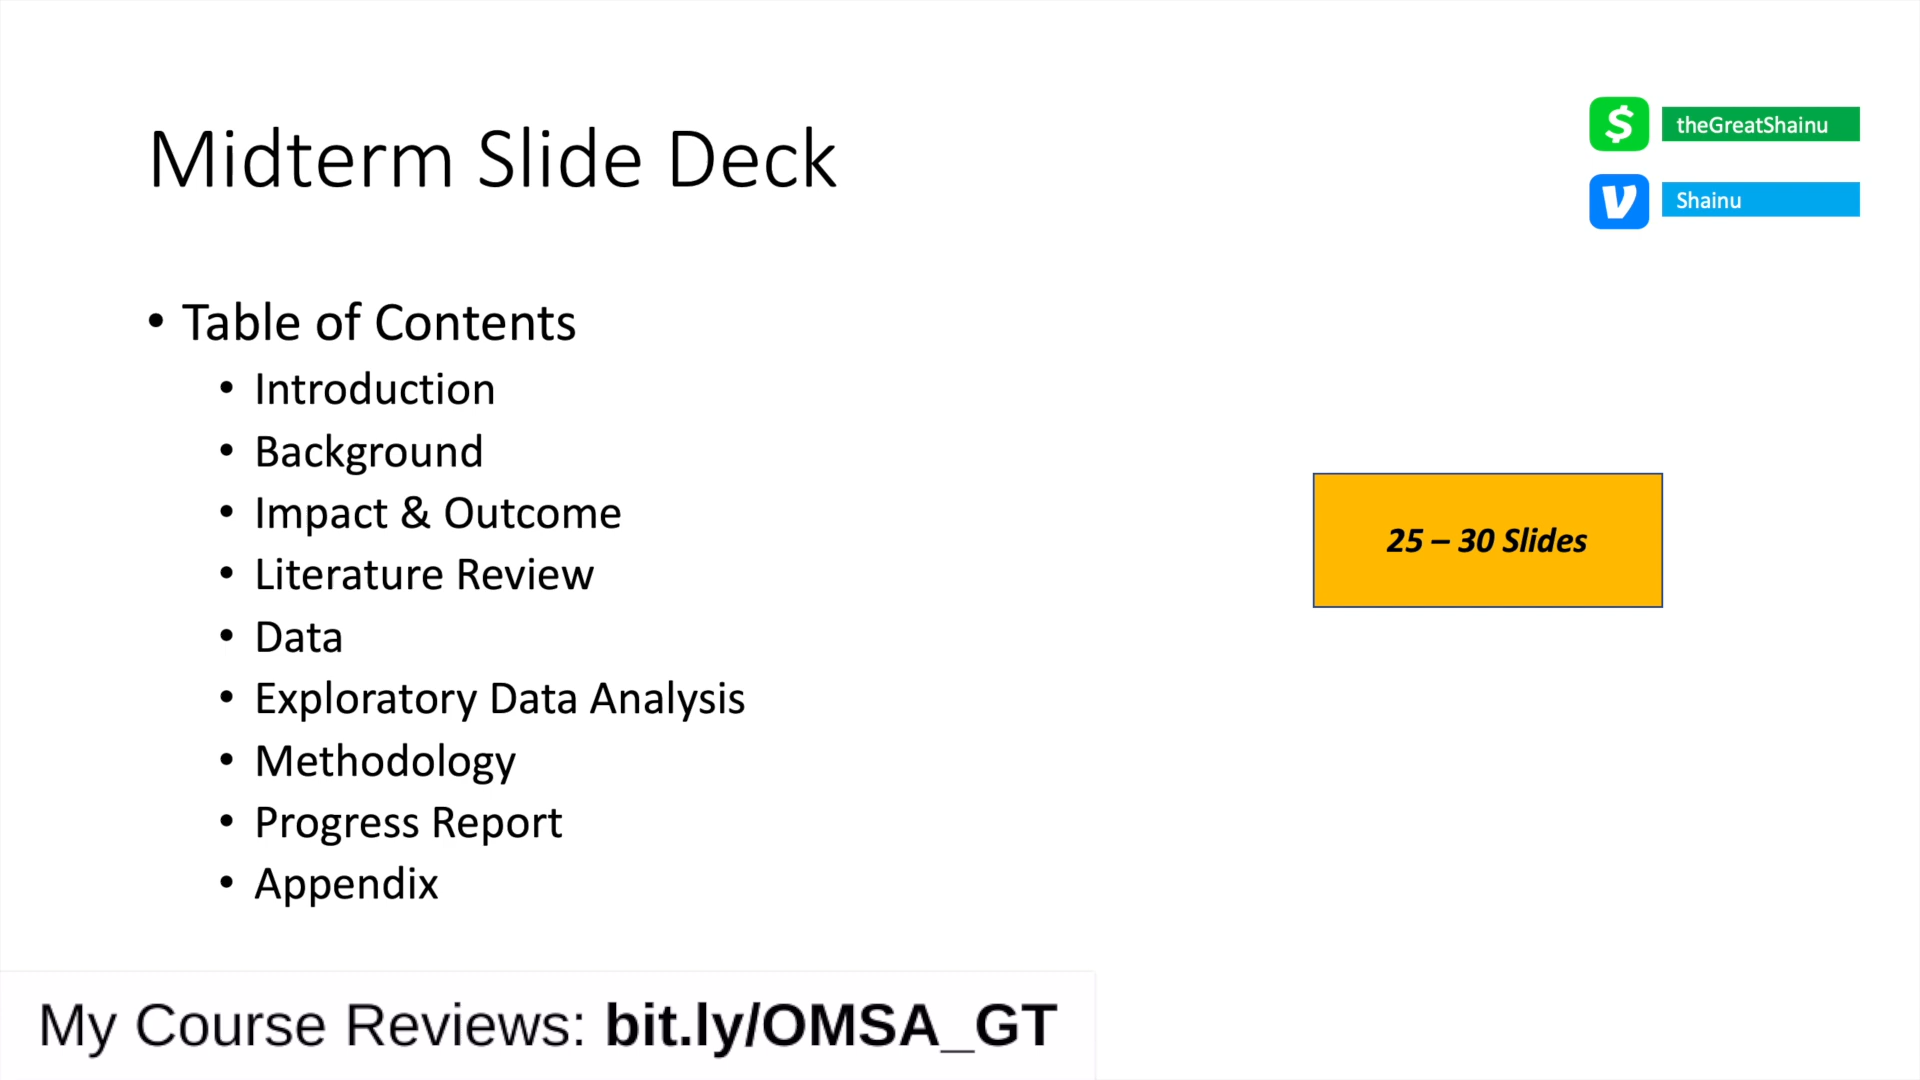 Midterm Slide Deck
$ theGreatShainu
V Shainu
• Table of Contents
• Introduction
• Background
• Impact & Outcome
• Literature Review
• Data
• Exploratory Data Analysis
• Methodology
• Progress Report
• Appendix
25 – 30 Slides
My Course Reviews: bit.ly/OMSA_GT